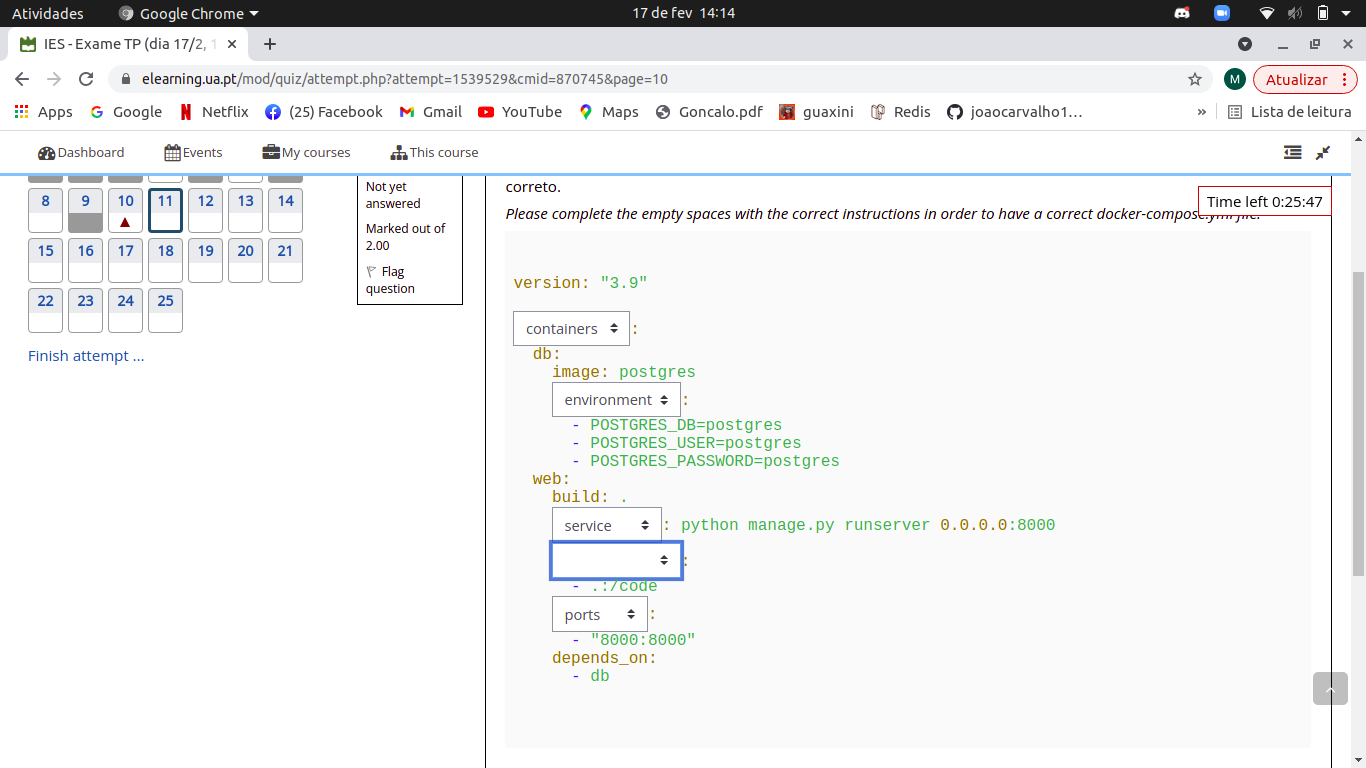 Atividades Google Chrome 17 de fev 14:14
IES - Exame TP (dia 17/2, 1
elearning.ua.pt/mod/quiz/attempt.php?attempt=1539529&cmid=870745&page=10 M Atualizar
Apps Google Netflix (25) Facebook Gmail YouTube Maps Goncalo.pdf guaxini Redis joaocarvalho1... » Lista de leitura
Dashboard Events My courses This course
8 9 10 11 12 13 14
15 16 17 18 19 20 21
22 23 24 25
Finish attempt ...
Not yet
answered
Marked out of
2.00
Flag
question
correto.
Time left 0:25:47
Please complete the empty spaces with the correct instructions in order to have a correct docker-compose.yml file.
version: "3.9"
containers :
db:
image: postgres
environment :
- POSTGRES_DB=postgres
- POSTGRES_USER=postgres
- POSTGRES_PASSWORD=postgres
web:
build: .
service : python manage.py runserver 0.0.0.0:8000
:
- .:/code
ports :
- "8000:8000"
depends_on:
- db